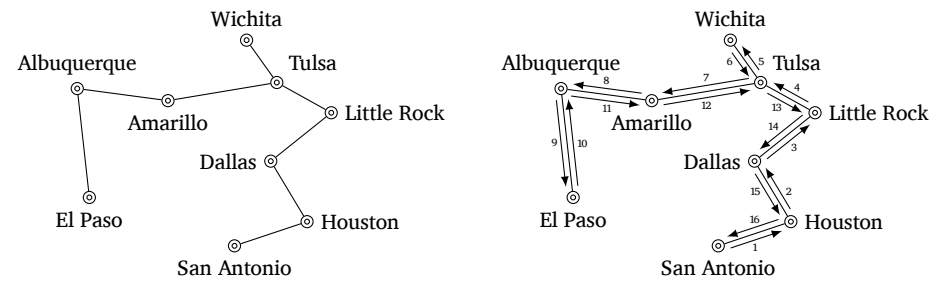 Wichita
Albuquerque
Tulsa
Amarillo
Little Rock
Dallas
El Paso
Houston
San Antonio
Wichita
6
5
Albuquerque
Tulsa
8
7
4
11
12
13
Amarillo
Little Rock
14
9
10
3
Dallas
15
2
El Paso
16
Houston
1
San Antonio